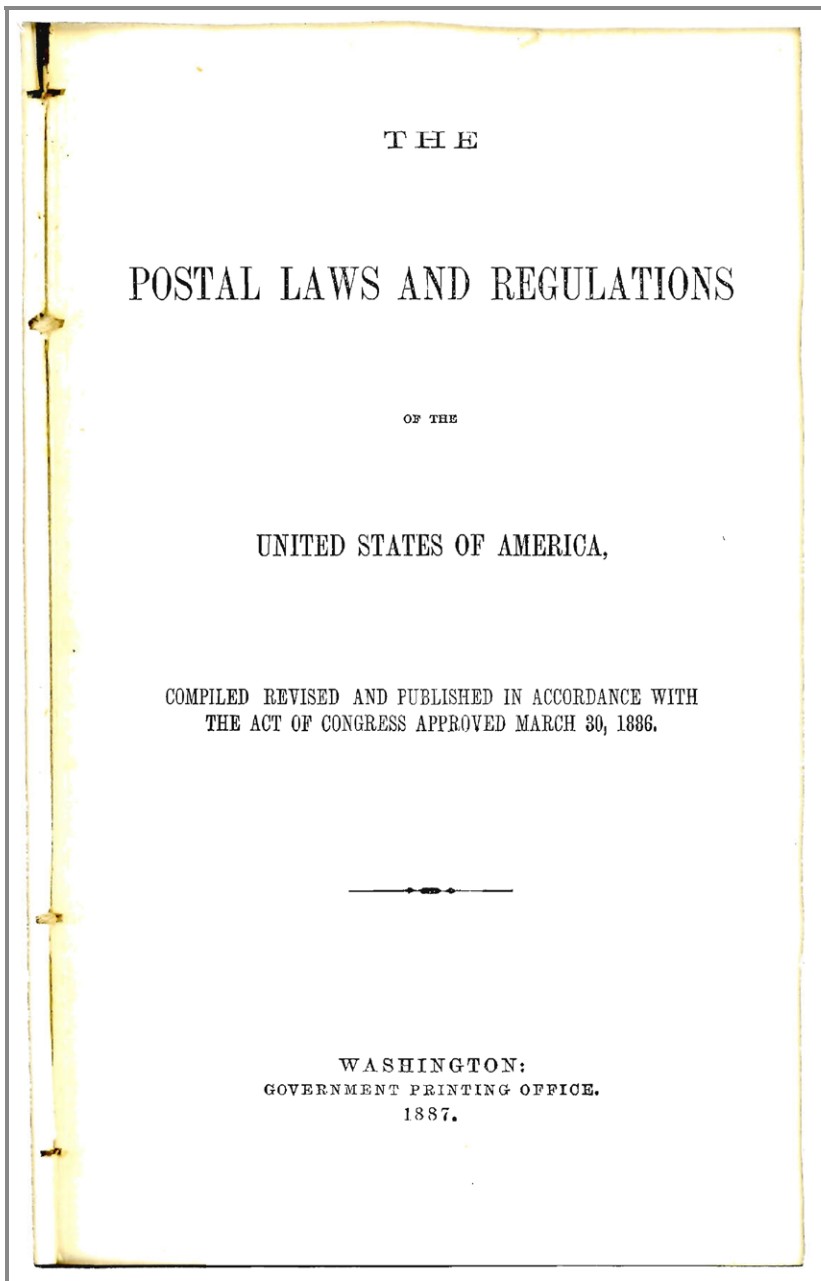 THE
POSTAL LAWS AND REGULATIONS
OF THE
UNITED STATES OF AMERICA,
COMPILED REVISED AND PUBLISHED IN ACCORDANCE WITH
THE ACT OF CONGRESS APPROVED MARCH 30, 1886.
WASHINGTON:
GOVERNMENT PRINTING OFFICE.
1887.